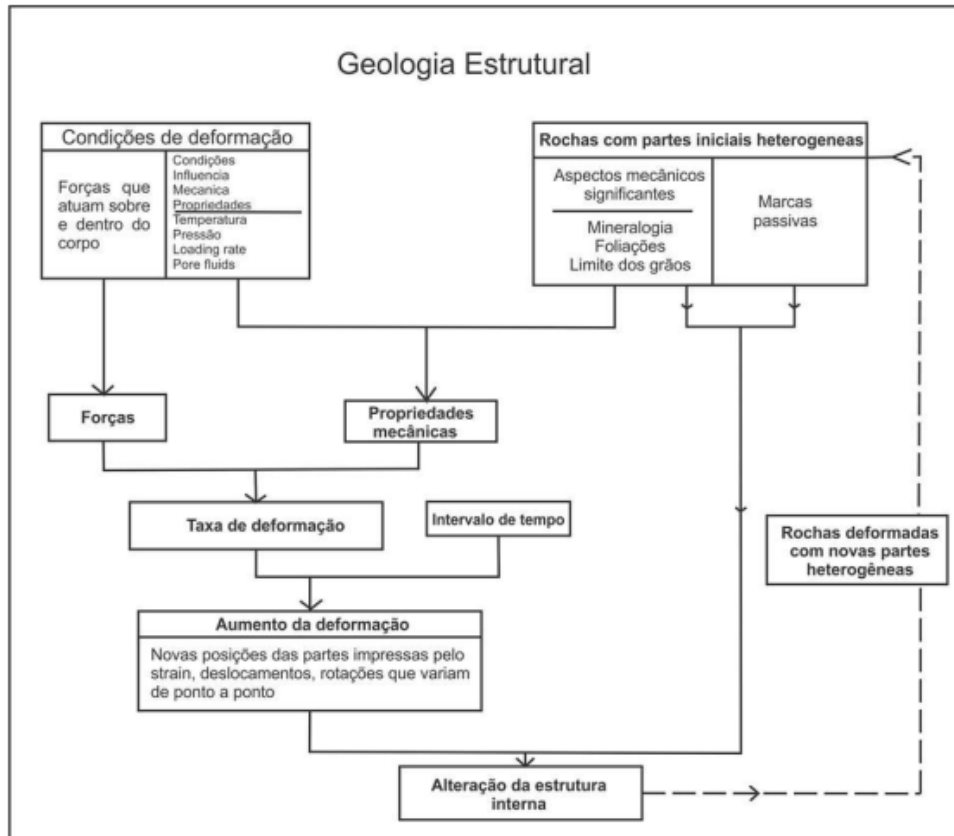 Geologia Estrutural
Condições de deformação
Forças que
atuam sobre
e dentro do
corpo
Condições
Influencia
Mecanica
Propriedades
Temperatura
Pressão
Loading rate
Pore fluids
Rochas com partes iniciais heterogeneas
Aspectos mecânicos
significantes
Mineralogia
Foliações
Limite dos grãos
Marcas
passivas
Forças
Propriedades
mecânicas
Taxa de deformação
Intervalo de tempo
Rochas deformadas
com novas partes
heterogêneas
Aumento da deformação
Novas posições das partes impressas pelo
strain, deslocamentos, rotações que variam
de ponto a ponto
Alteração da estrutura
interna